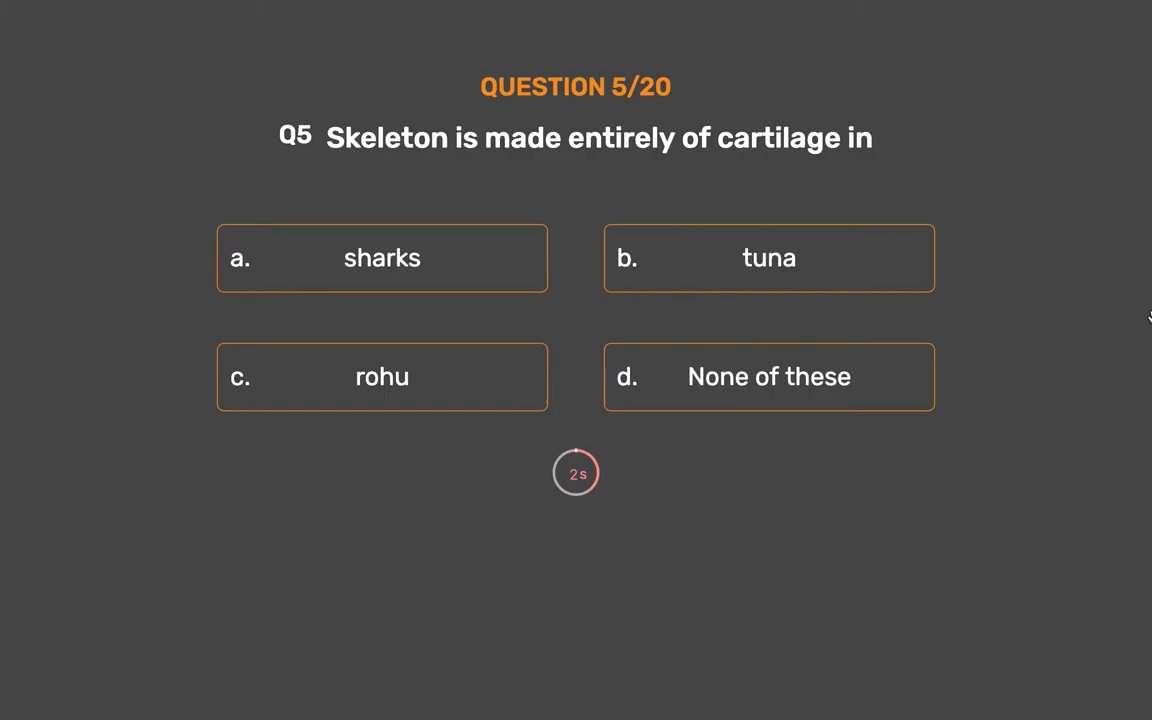 QUESTION 5/20
Q5 Skeleton is made entirely of cartilage in
a. sharks
b. tuna
c. rohu
d. None of these
2s